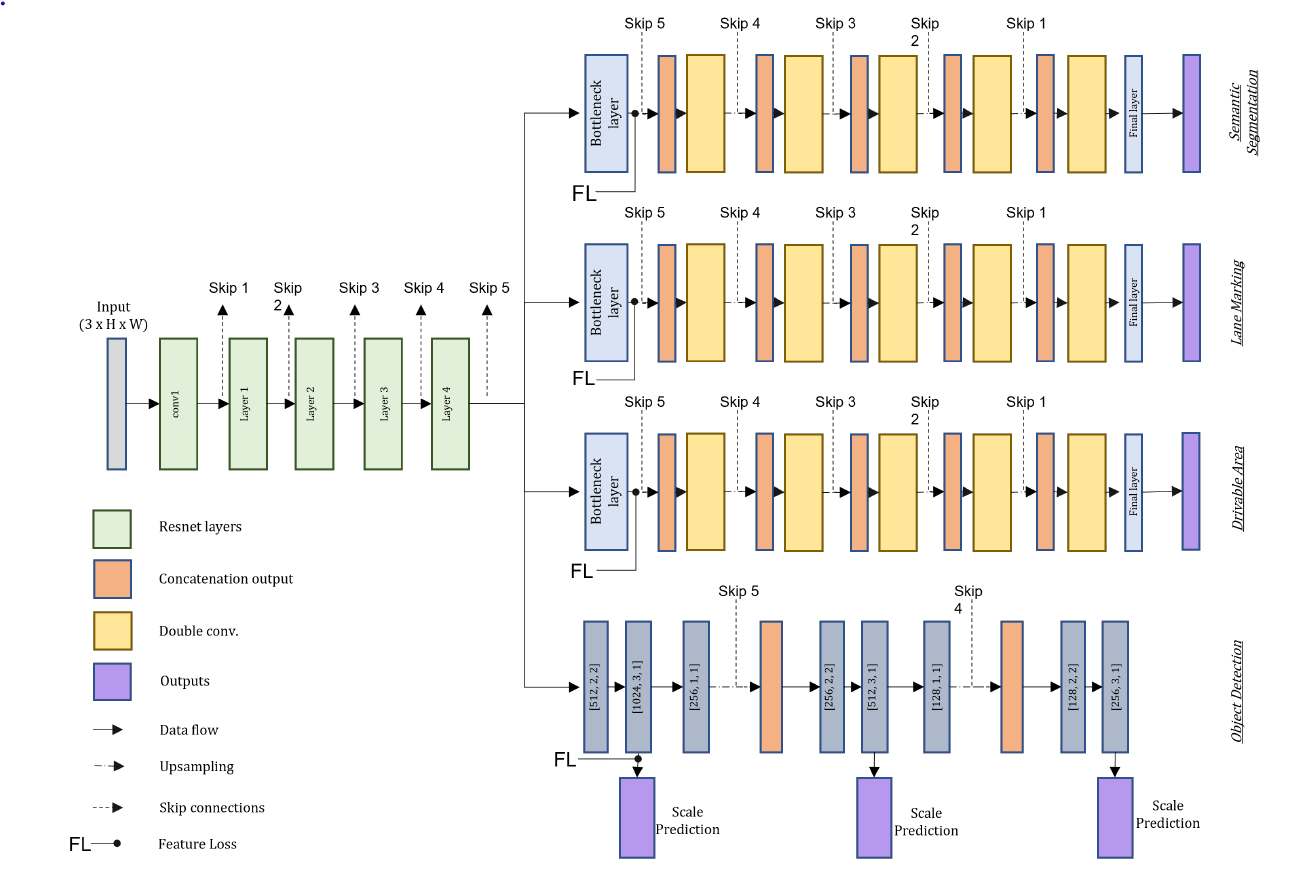 Skip 5
Skip 4
Skip 3
Skip
2
Skip 1
Bottleneck
layer
Final layer
Semantic
Segmentation
FL
Skip 5
Skip 4
Skip 3
Skip
2
Skip 1
Bottleneck
layer
Final layer
Lane Marking
FL
Skip 1
Skip
2
Skip 3
Skip 4
Skip 5
Input
(3 x H x W)
conv1
Layer 1
Layer 2
Layer 3
Layer 4
Skip 5
Skip 4
Skip 3
Skip
2
Skip 1
Bottleneck
layer
Final layer
Drivable Area
FL
Skip 5
Skip
4
[512, 2, 2]
[1024, 3, 1]
[256, 1, 1]
[256, 2, 2]
[512, 3, 1]
[128, 1, 1]
[128, 2, 2]
[256, 3, 1]
Object Detection
FL
Scale
Prediction
Scale
Prediction
Scale
Prediction
Resnet layers
Concatenation output
Double conv.
Outputs
Data flow
Upsampling
Skip connections
FL
Feature Loss